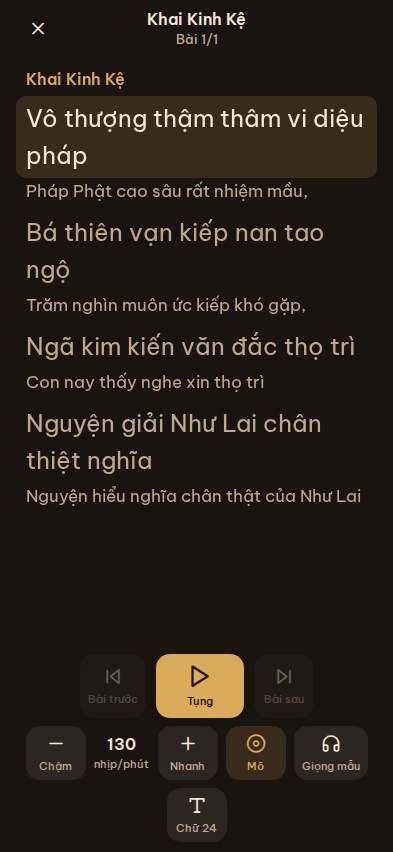 Khai Kinh Kệ
Bài 1/1
Khai Kinh Kệ
Vô thượng thậm thâm vi diệu
pháp
Pháp Phật cao sâu rất nhiệm mầu,
Bá thiên vạn kiếp nan tao
ngộ
Trăm nghìn muôn ức kiếp khó gặp,
Ngã kim kiến văn đắc thọ trì
Con nay thấy nghe xin thọ trì
Nguyện giải Như Lai chân
thiệt nghĩa
Nguyện hiểu nghĩa chân thật của Như Lai
Bài trước
Tụng
Bài sau
Chậm
130
nhịp/phút
Nhanh
Mõ
Giọng mẫu
Chữ 24